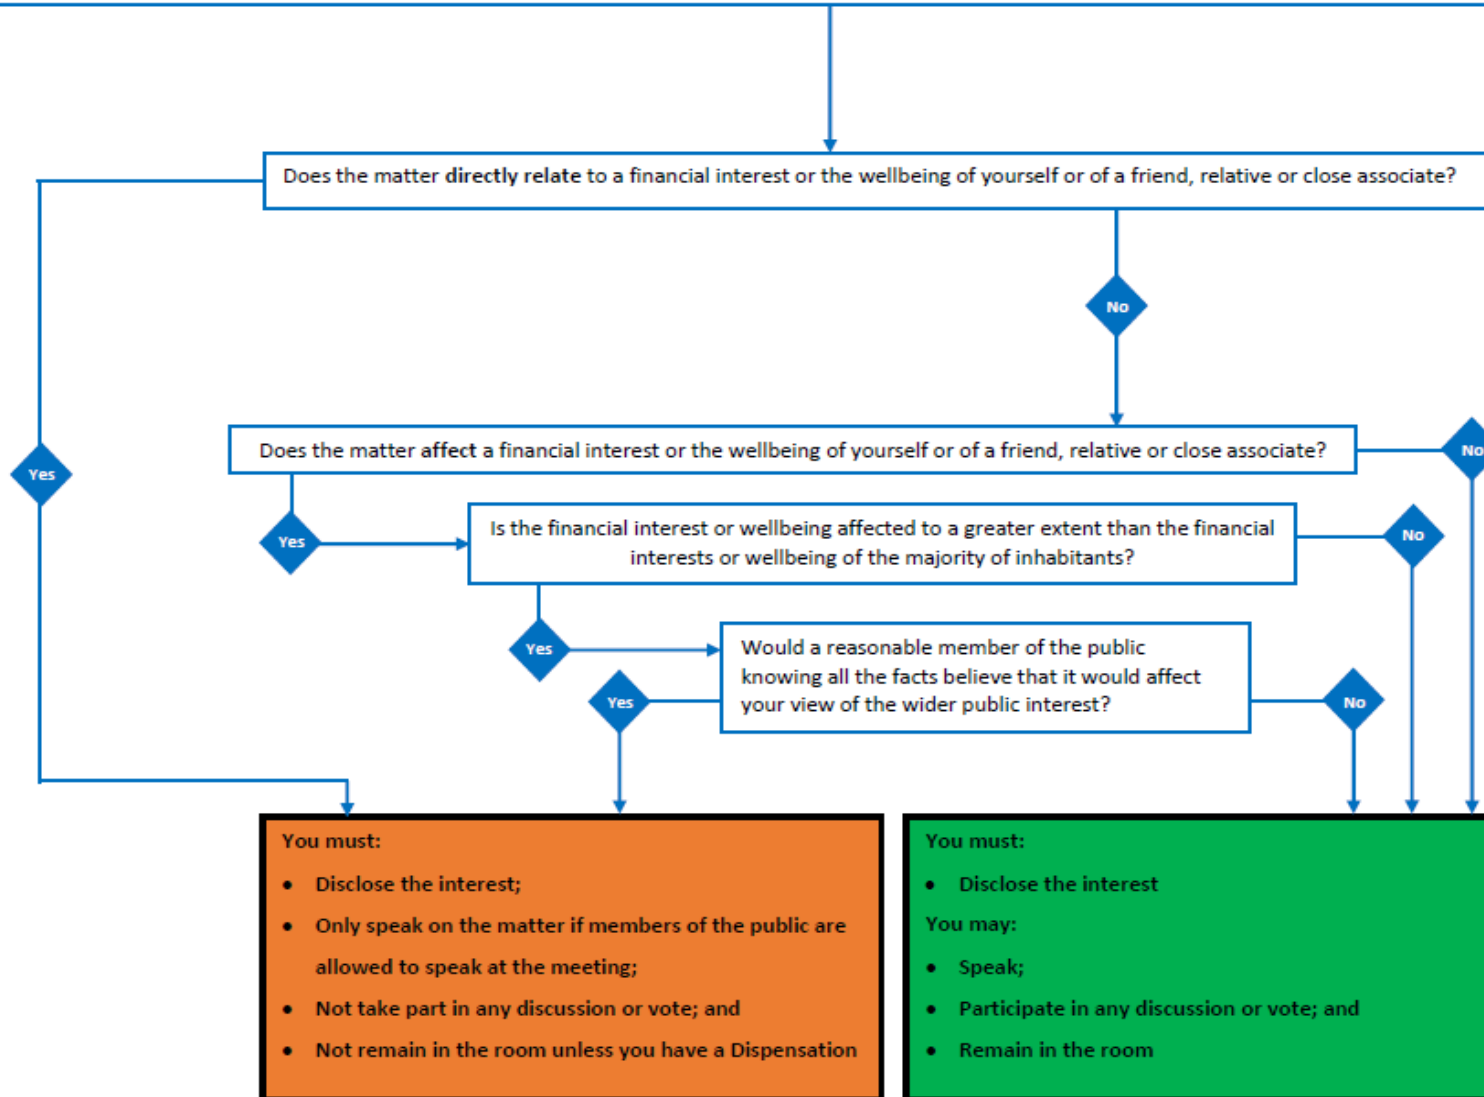 Does the matter directly relate to a financial interest or the wellbeing of yourself or of a friend, relative or close associate?
No
Does the matter affect a financial interest or the wellbeing of yourself or of a friend, relative or close associate?
No
Yes
Yes
Is the financial interest or wellbeing affected to a greater extent than the financial
interests or wellbeing of the majority of inhabitants?
No
Yes
Would a reasonable member of the public
knowing all the facts believe that it would affect
your view of the wider public interest?
Yes
No
You must:
• Disclose the interest;
• Only speak on the matter if members of the public are
allowed to speak at the meeting;
• Not take part in any discussion or vote; and
• Not remain in the room unless you have a Dispensation
You must:
• Disclose the interest
You may:
• Speak;
• Participate in any discussion or vote; and
• Remain in the room